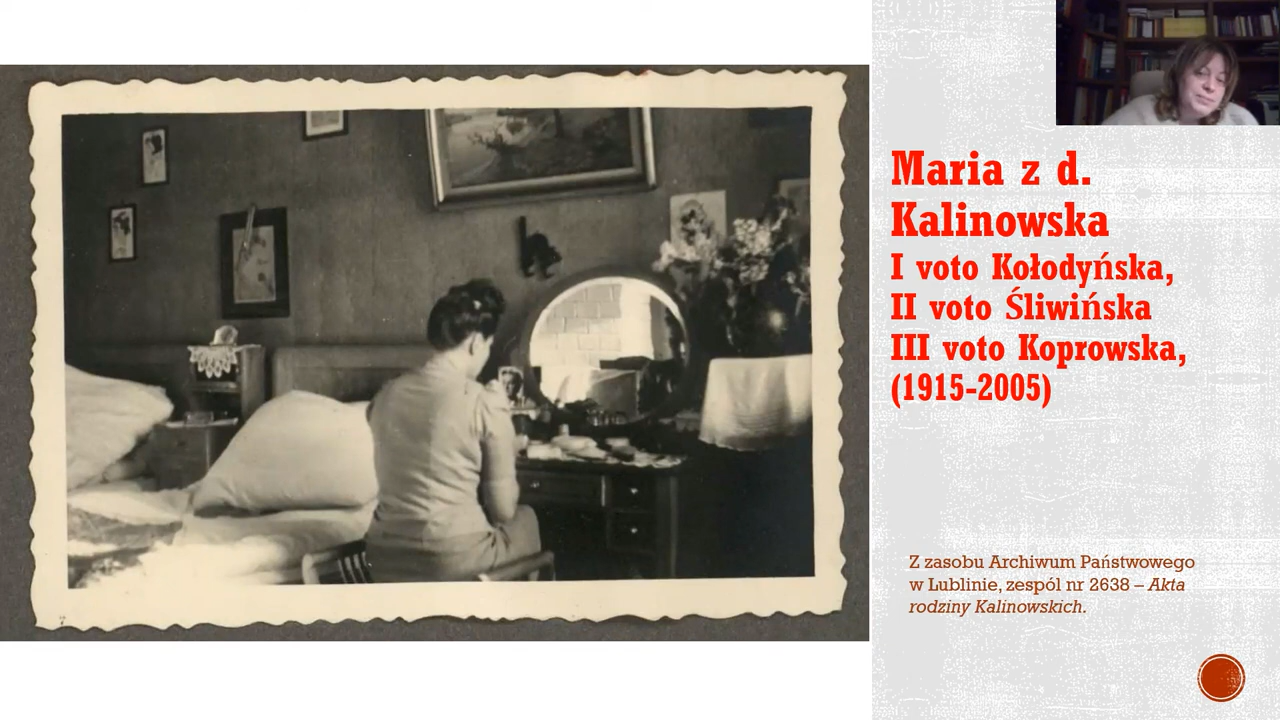 Maria z d.
Kalinowska
I voto Kołodyńska,
II voto Śliwińska
III voto Koprowska,
(1915-2005)
Z zasobu Archiwum Państwowego
w Lublinie, zespól nr 2638 – Akta
rodziny Kalinowskich.